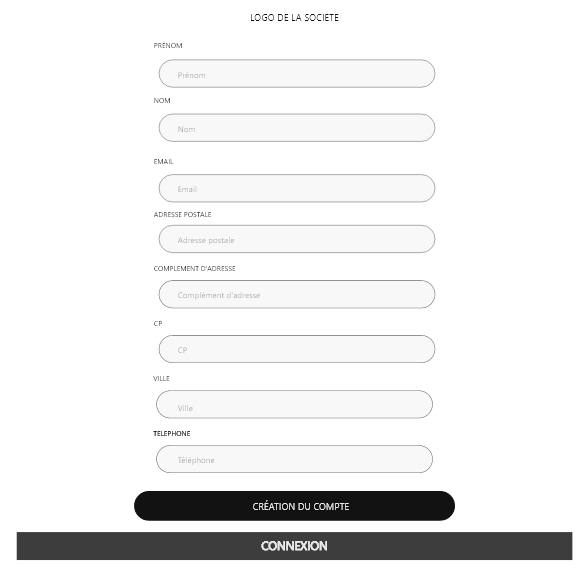 LOGO DE LA SOCIETE
PRÉNOM
Prénom
NOM
Nom
EMAIL
Email
ADRESSE POSTALE
Adresse postale
COMPLEMENT D'ADRESSE
Complément d'adresse
CP
CP
VILLE
Ville
TELEPHONE
Téléphone
CRÉATION DU COMPTE
CONNEXION